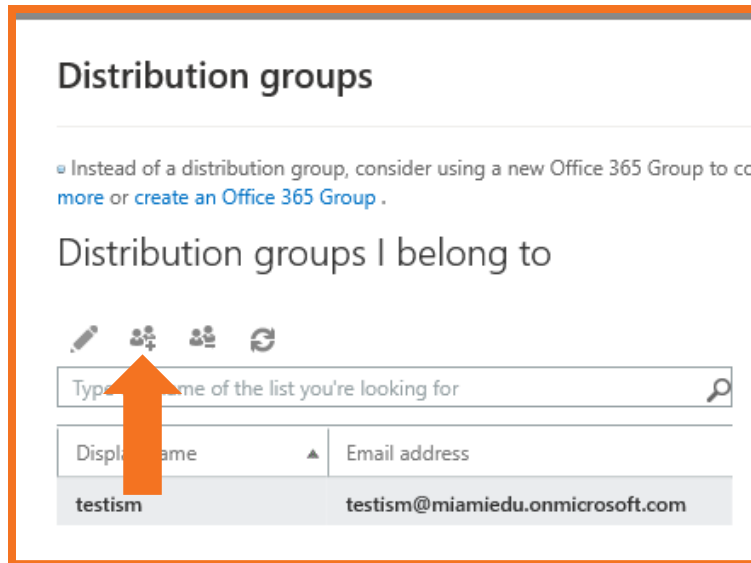 Distribution groups
Instead of a distribution group, consider using a new Office 365 Group to
more or create an Office 365 Group .
Distribution groups I belong to
of the list you're looking for
Email address
testism testism@miamiedu.onmicrosoft.com